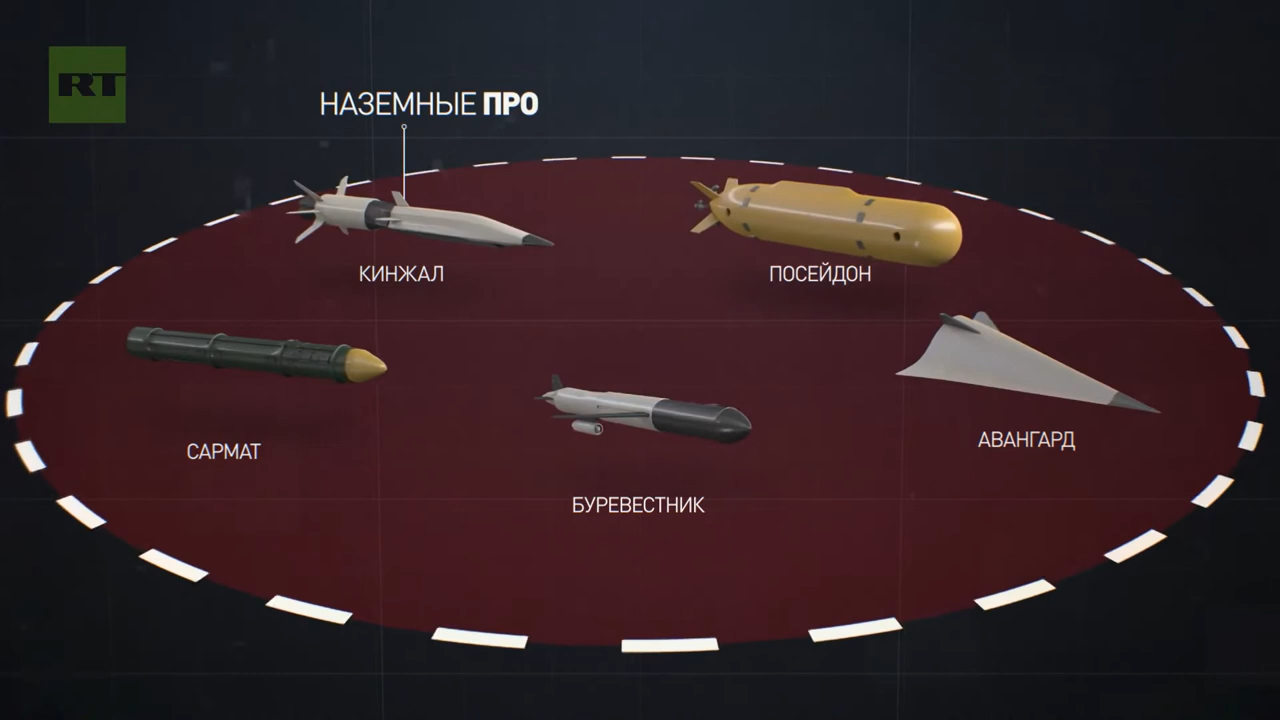 RT
НАЗЕМНЫЕ ПРО
КИНЖАЛ
ПОСЕЙДОН
САРМАТ
АВАНГАРД
БУРЕВЕСТНИК